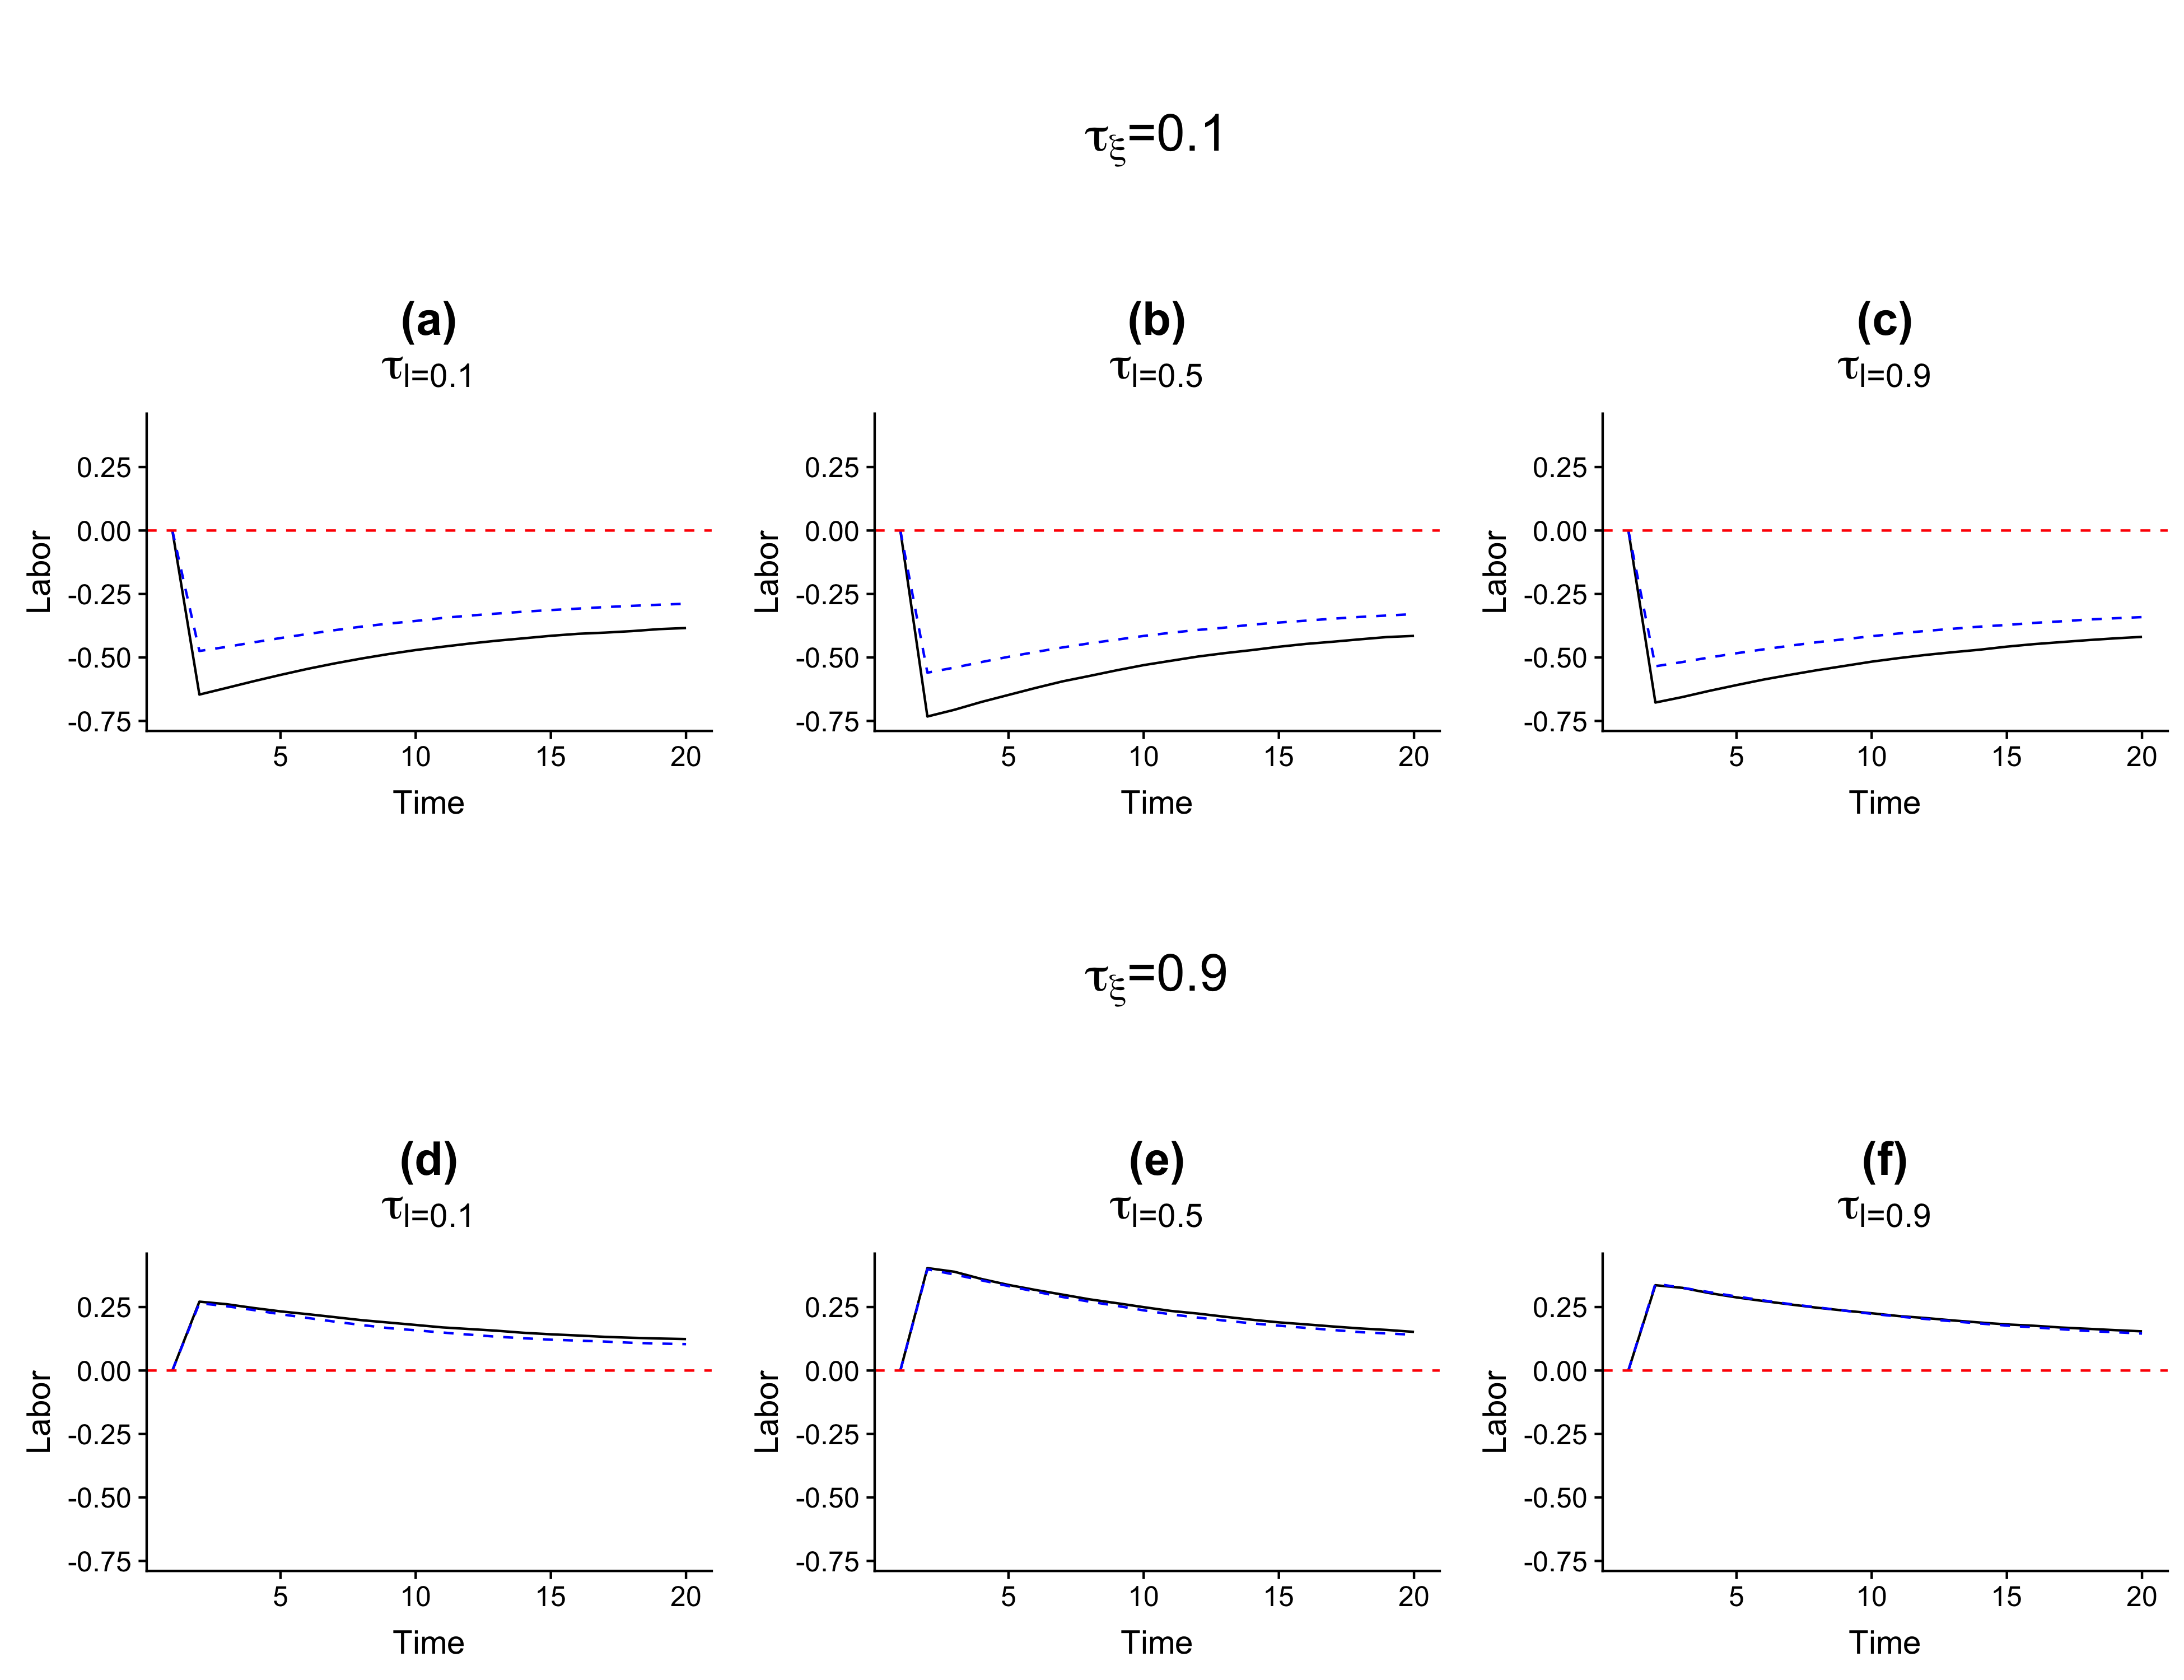 τξ=0.1
(a) (b) (c)
τl=0.1 τl=0.5 τl=0.9
0.25 0.25 0.25
0.00 0.00 0.00
-0.25 -0.25 -0.25
-0.50 -0.50 -0.50
-0.75 -0.75 -0.75
Labor Labor Labor
5 10 15 20 5 10 15 20 5 10 15 20
Time Time Time
τξ=0.9
(d) (e) (f)
τl=0.1 τl=0.5 τl=0.9
0.25 0.25 0.25
0.00 0.00 0.00
-0.25 -0.25 -0.25
-0.50 -0.50 -0.50
-0.75 -0.75 -0.75
Labor Labor Labor
5 10 15 20 5 10 15 20 5 10 15 20
Time Time Time